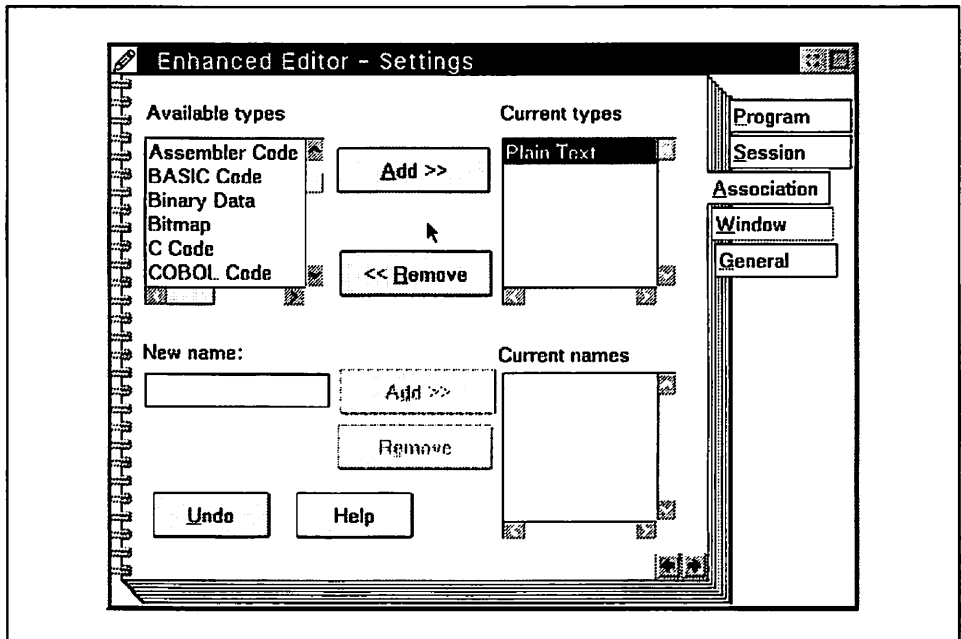 Enhanced Editor - Settings
Available types
Assembler Code
BASIC Code
Binary Data
Bitmap
C Code
COBOL Code
Add >>
<< Remove
Current types
Plain Text
Program
Session
Association
Window
General
New name:
Add >>
Remove
Current names
Undo
Help